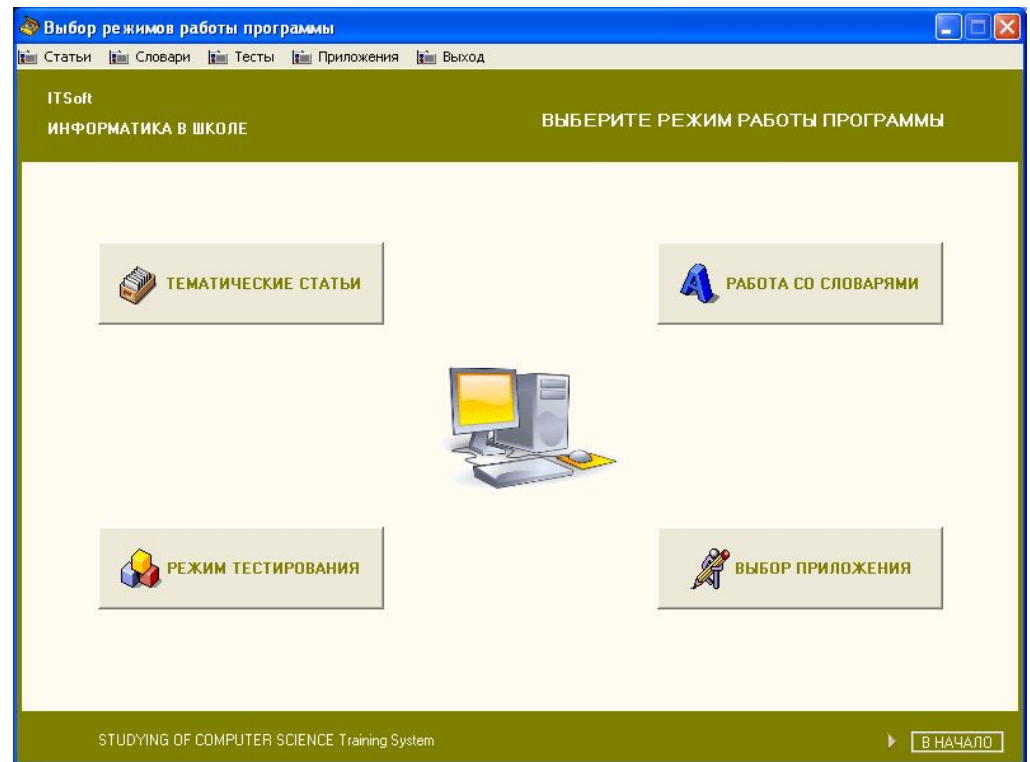 Выбор режимов работы программы
Статьи Словари Тесты Приложения Выход
ITSoft
ИНФОРМАТИКА В ШКОЛЕ
ВЫБЕРИТЕ РЕЖИМ РАБОТЫ ПРОГРАММЫ
ТЕМАТИЧЕСКИЕ СТАТЬИ
РАБОТА СО СЛОВАРЯМИ
РЕЖИМ ТЕСТИРОВАНИЯ
ВЫБОР ПРИЛОЖЕНИЯ
STUDYING OF COMPUTER SCIENCE Training System
В НАЧАЛО